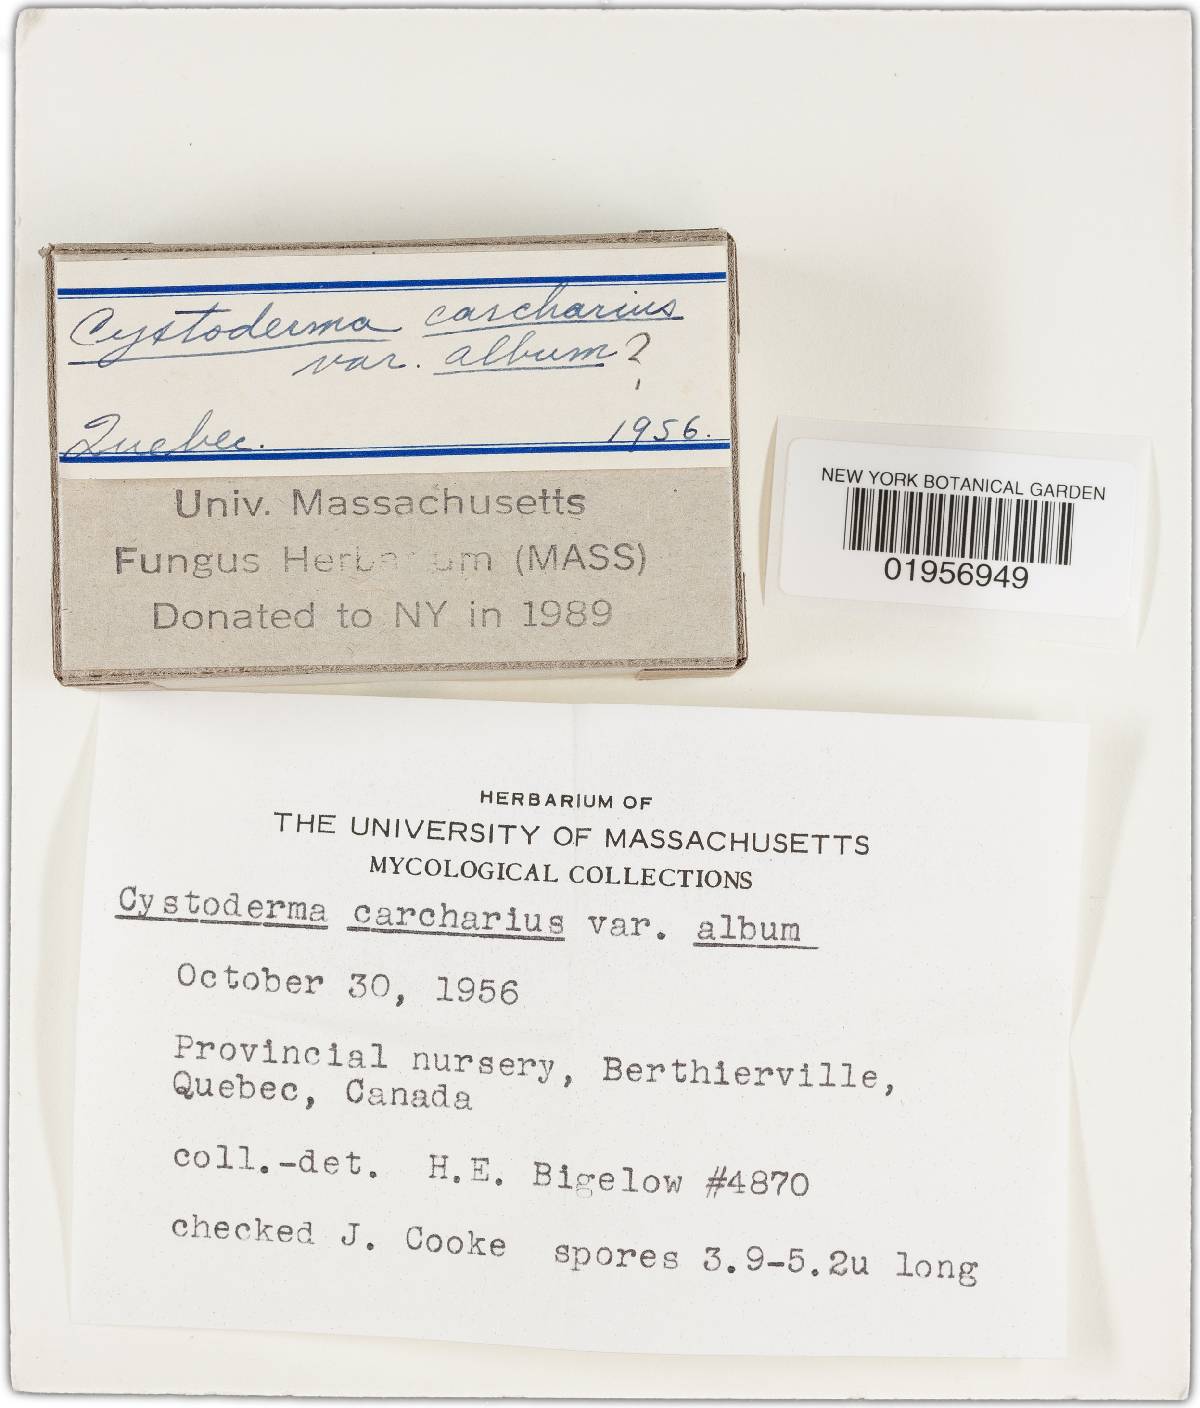 Cystoderma carcharius
var. album?
Quebec. 1956.
Univ. Massachusetts
Fungus Herbarium (MASS)
Donated to NY in 1989
NEW YORK BOTANICAL GARDEN
01956949
HERBARIUM OF
THE UNIVERSITY OF MASSACHUSETTS
MYCOLOGICAL COLLECTIONS
Cystoderma carcharius var. album
October 30, 1956
Provincial nursery, Berthierville,
Quebec, Canada
coll.-det. H.E. Bigelow #4870
checked J. Cooke spores 3.9-5.2u long